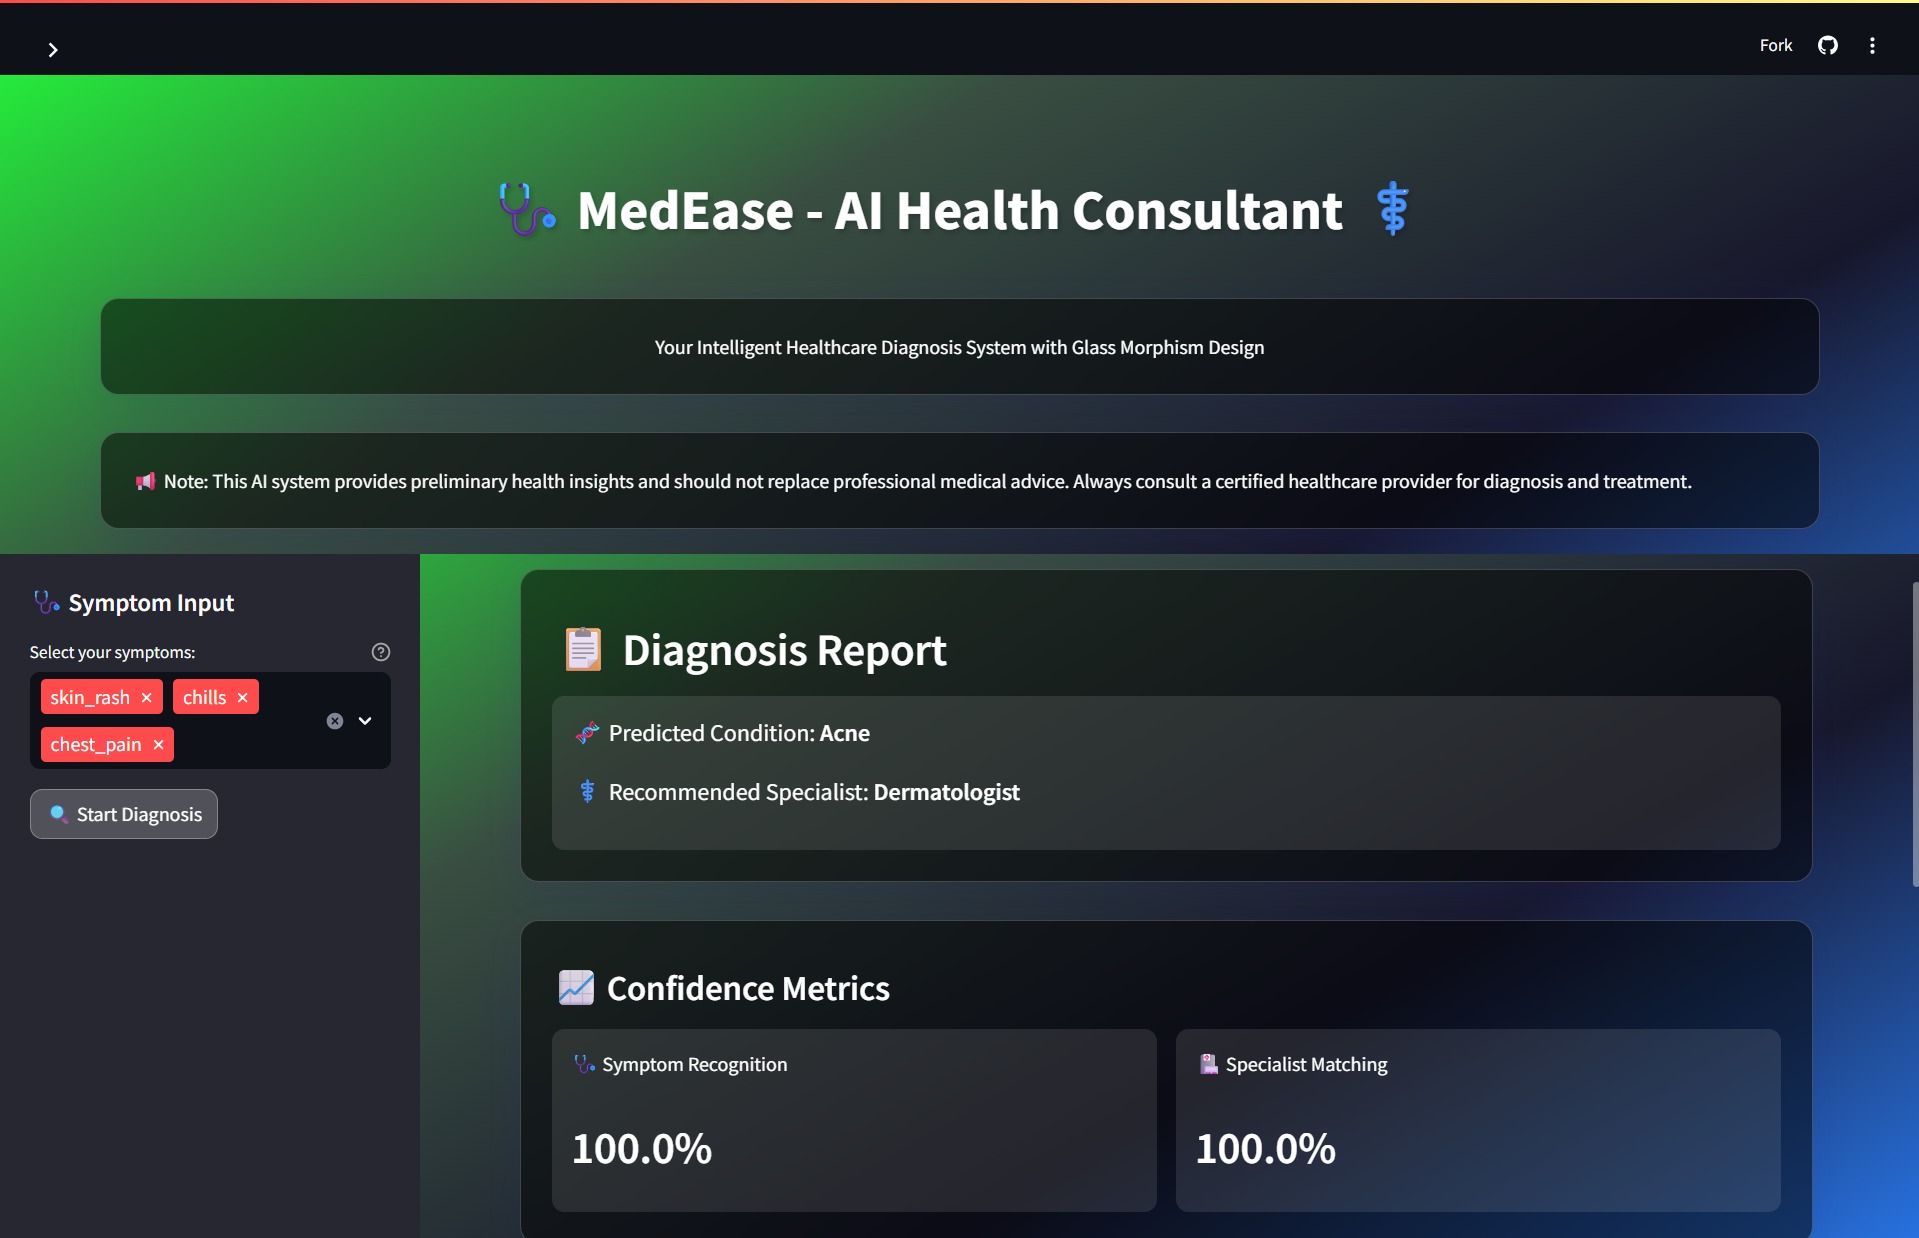 Fork
MedEase - AI Health Consultant
Your Intelligent Healthcare Diagnosis System with Glass Morphism Design
Note: This AI system provides preliminary health insights and should not replace professional medical advice. Always consult a certified healthcare provider for diagnosis and treatment.
Symptom Input
Select your symptoms:
skin_rash × chills ×
chest_pain ×
Start Diagnosis
Diagnosis Report
Predicted Condition: Acne
Recommended Specialist: Dermatologist
Confidence Metrics
Symptom Recognition
100.0%
Specialist Matching
100.0%